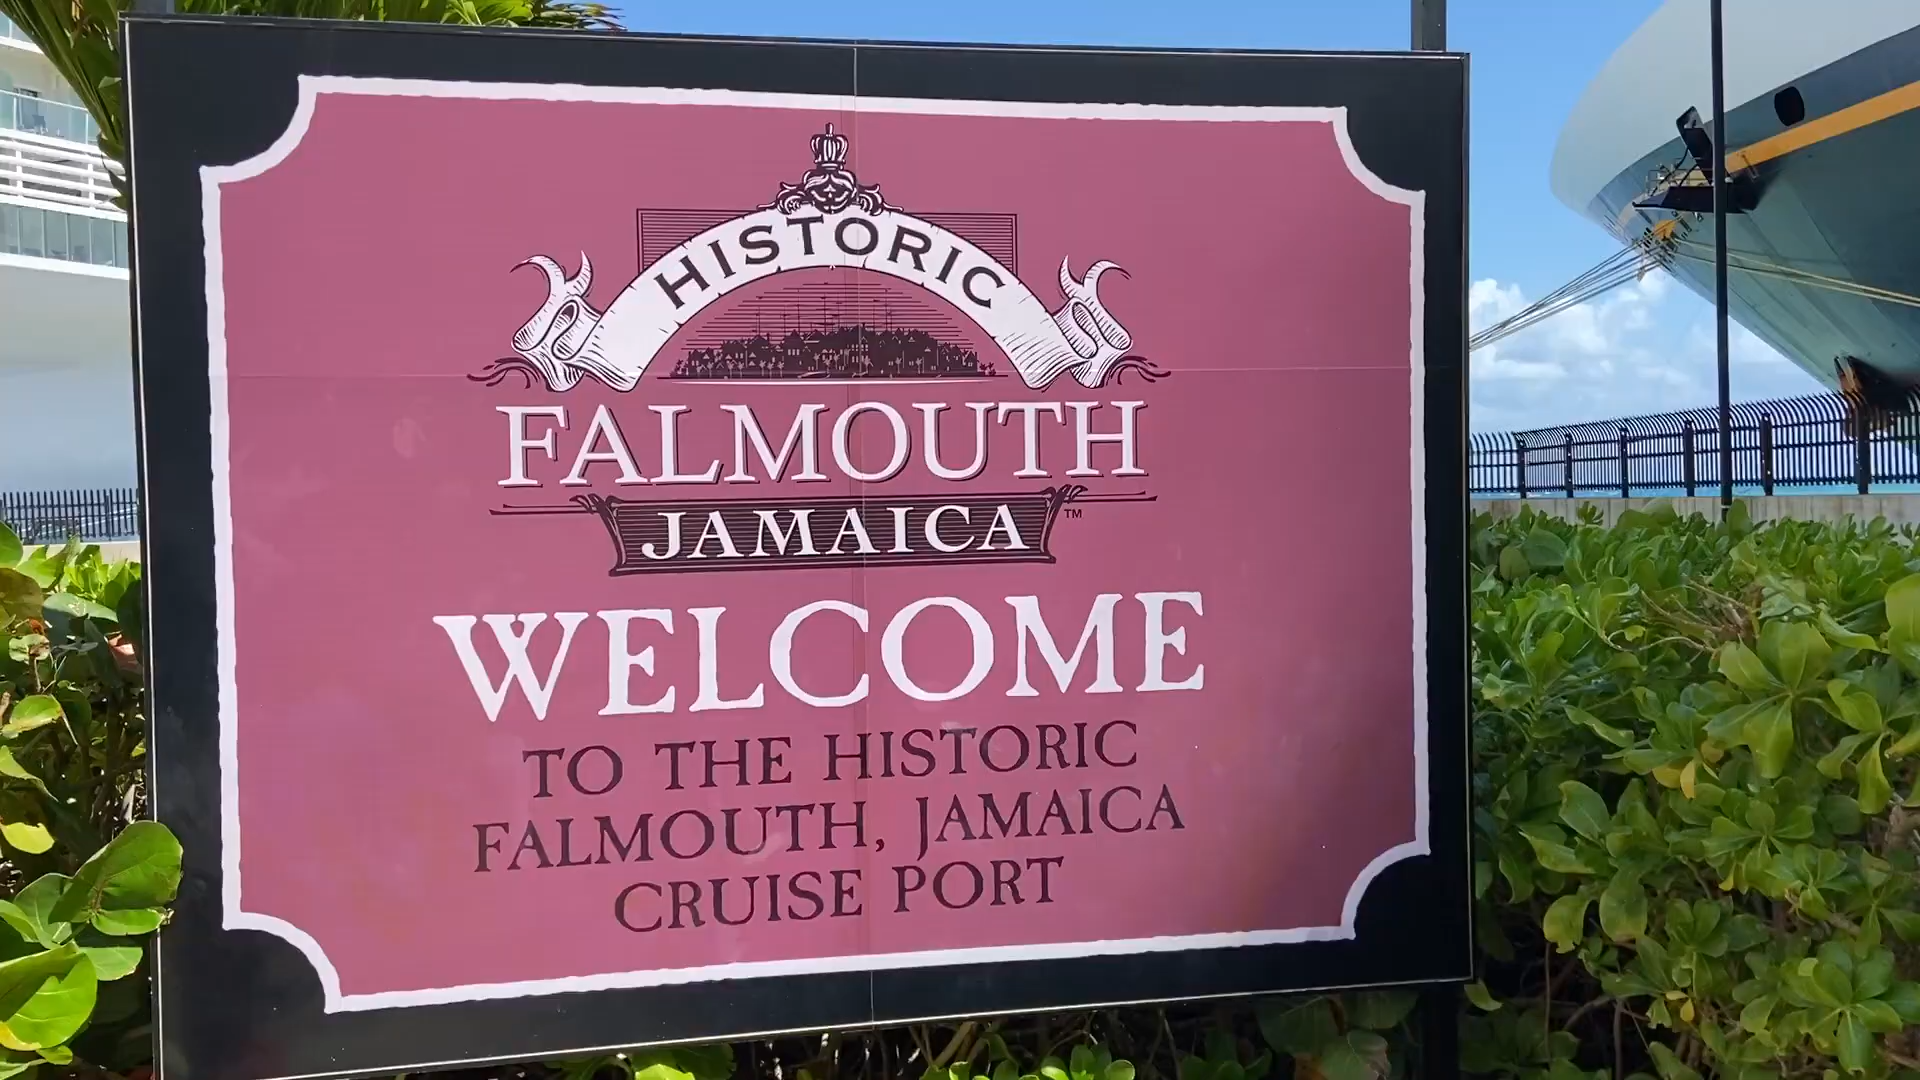 HISTORIC
FALMOUTH
JAMAICA ™
WELCOME
TO THE HISTORIC
FALMOUTH, JAMAICA
CRUISE PORT